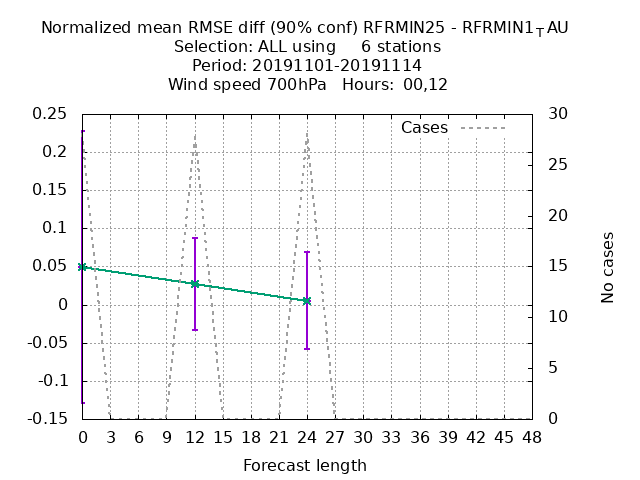 Normalized mean RMSE diff (90% conf) RFRMIN25 - RFRMIN1_TAU
Selection: ALL using 6 stations
Period: 20191101-20191114
Wind speed 700hPa Hours: 00,12
Cases
0.25
0.2
0.15
0.1
0.05
0
-0.05
-0.1
-0.15
30
25
20
15
10
5
0
No cases
0 3 6 9 12 15 18 21 24 27 30 33 36 39 42 45 48
Forecast length